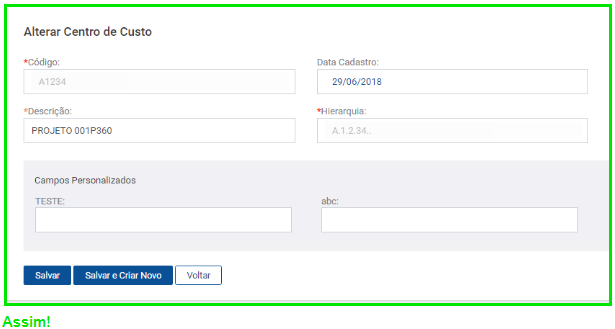 Alterar Centro de Custo
*Código: Data Cadastro:
A1234 29/06/2018
*Descrição: *Hierarquia:
PROJETO 001P360 A.1.2.34..
Campos Personalizados
TESTE: abc:
Salvar Salvar e Criar Novo Voltar
Assim!